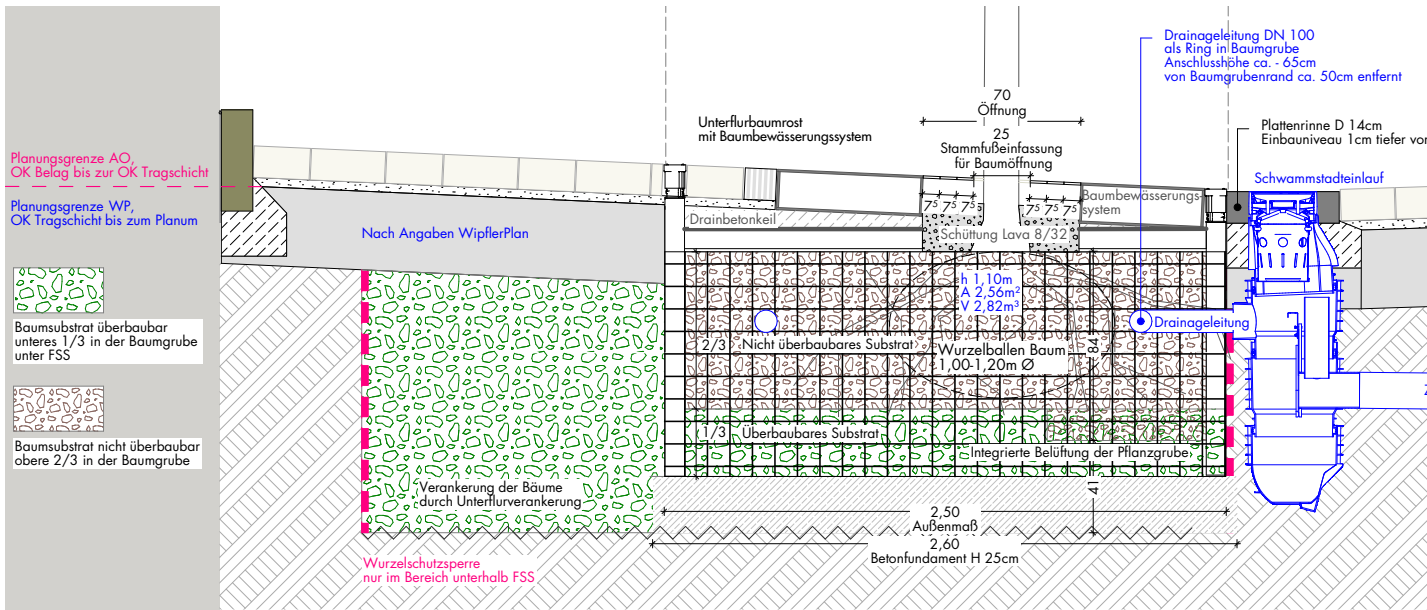 Drainageleitung DN 100
als Ring in Baumgrube
Anschlusshöhe ca. - 65cm
von Baumgrubenrand ca. 50cm entfernt
70
Öffnung
Unterflurbaumrost
mit Baumbewässerungssystem
25
Stammfußeinfassung
für Baumöffnung
Plattenrinne D 14cm
Einbauniveau 1cm tiefer vor
Planungsgrenze AO,
OK Belag bis zur OK Tragschicht
Schwammstadteinlauf
Planungsgrenze WP,
OK Tragschicht bis zum Planum
Baumbewässerungs-
system
7⁵ 7⁵ 7⁵
7⁵ 7⁵ 7⁵
Drainbetonkeil
Nach Angaben WipflerPlan
Schüttung Lava 8/32
h 1,10m
A 2,56m²
V 2,82m³
Drainageleitung
Baumsubstrat überbaubar
unteres 1/3 in der Baumgrube
unter FSS
2/3 Nicht überbaubares Substrat
Wurzelballen Baum
1,00-1,20m Ø
84⁵
Z
Baumsubstrat nicht überbaubar
obere 2/3 in der Baumgrube
1/3 Überbaubares Substrat
Integrierte Belüftung der Pflanzgrube
Verankerung der Bäume
durch Unterflurverankerung
41
2,50
Außenmaß
2,60
Betonfundament H 25cm
Wurzelschutzsperre
nur im Bereich unterhalb FSS